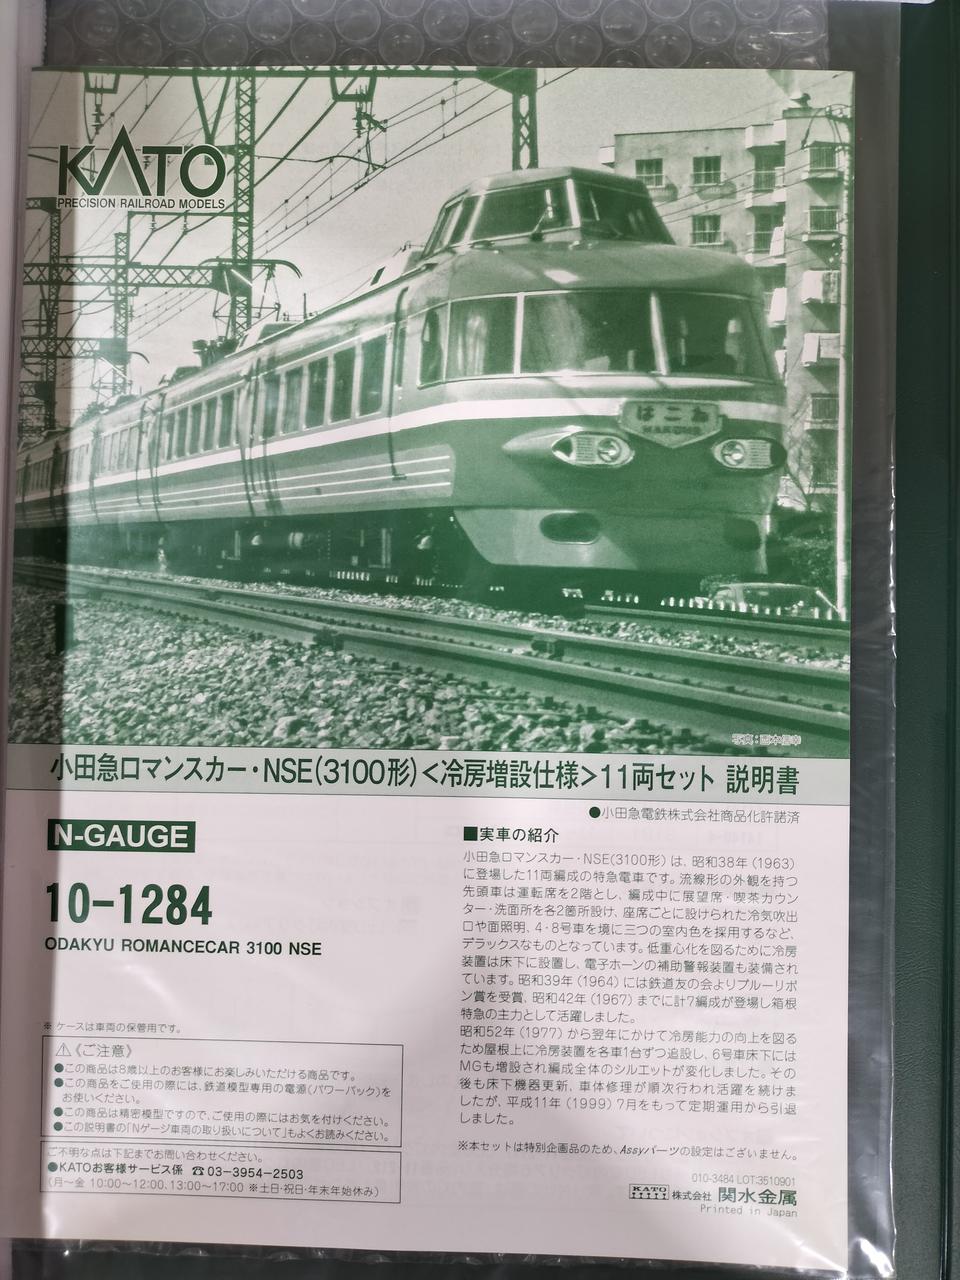 KATO
PRECISION RAILROAD MODELS
はこね
HAKONE
写真:西本信幸
小田急ロマンスカー・NSE(3100形)<冷房増設仕様>11両セット 説明書
●小田急電鉄株式会社商品化許諾済
N-GAUGE
10-1284
ODAKYU ROMANCECAR 3100 NSE
※ ケースは車両の保管用です。
⚠《ご注意》
●この商品は8歳以上のお客様にお楽しみいただける商品です。
●この商品をご使用の際には、鉄道模型専用の電源(パワーパック)を
お使いください。
●この商品は精密模型ですので、ご使用の際にはお気を付けください。
●この説明書の「Nゲージ車両の取り扱いについて」もよくお読みください。
ご不明な点は下記までお問い合わせください。
●KATOお客様サービス係 ☎03-3954-2503
(月～金 10:00～12:00、13:00～17:00 ※土日・祝日・年末年始休み)
■実車の紹介
小田急ロマンスカー・NSE(3100形)は、昭和38年(1963)
に登場した11両編成の特急電車です。流線形の外観を持つ
先頭車は運転席を2階とし、編成中に展望席・喫茶カウン
ター・洗面所を各2箇所設け、座席ごとに設けられた冷気吹出
口や面照明、4・8号車を境に三つの室内色を採用するなど、
デラックスなものとなっています。低重心化を図るために冷房
装置は床下に設置し、電子ホーンの補助警報装置も装備され
ています。昭和39年(1964)には鉄道友の会よりブルーリボ
ン賞を受賞、昭和42年(1967)までに計7編成が登場し箱根
特急の主力として活躍しました。
昭和52年(1977)から翌年にかけて冷房能力の向上を図る
ため屋根上に冷房装置を各車1台ずつ追設し、6号車床下には
MGも増設され編成全体のシルエットが変化しました。その
後も床下機器更新、車体修理が順次行われ活躍を続けま
したが、平成11年(1999)7月をもって定期運用から引退
しました。
※本セットは特別企画品のため、Assyパーツの設定はございません。
010-3484 LOT:3510901
KATO 株式会社 関水金属
Printed in Japan